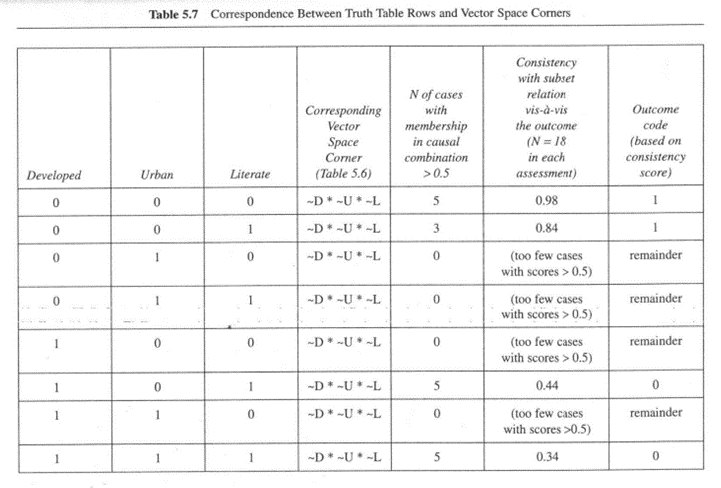 Table 5.7 Correspondence Between Truth Table Rows and Vector Space Corners
Developed
Urban
Literate
Corresponding
Vector
Space
Corner
(Table 5.6)
N of cases
with
membership
in causal
combination
> 0.5
Consistency
with subset
relation
vis-à-vis
the outcome
(N = 18
in each
assessment)
Outcome
code
(based on
consistency
score)
0 0 0 ~D * ~U * ~L 5 0.98 1
0 0 1 ~D * ~U * ~L 3 0.84 1
0 1 0 ~D * ~U * ~L 0 (too few cases remainder
with scores > 0.5)
0 1 1 ~D * ~U * ~L 0 (too few cases remainder
with scores > 0.5)
1 0 0 ~D * ~U * ~L 0 (too few cases remainder
with scores > 0.5)
1 0 1 ~D * ~U * ~L 5 0.44 0
1 1 0 ~D * ~U * ~L 0 (too few cases remainder
with scores >0.5)
1 1 1 ~D * ~U * ~L 5 0.34 0